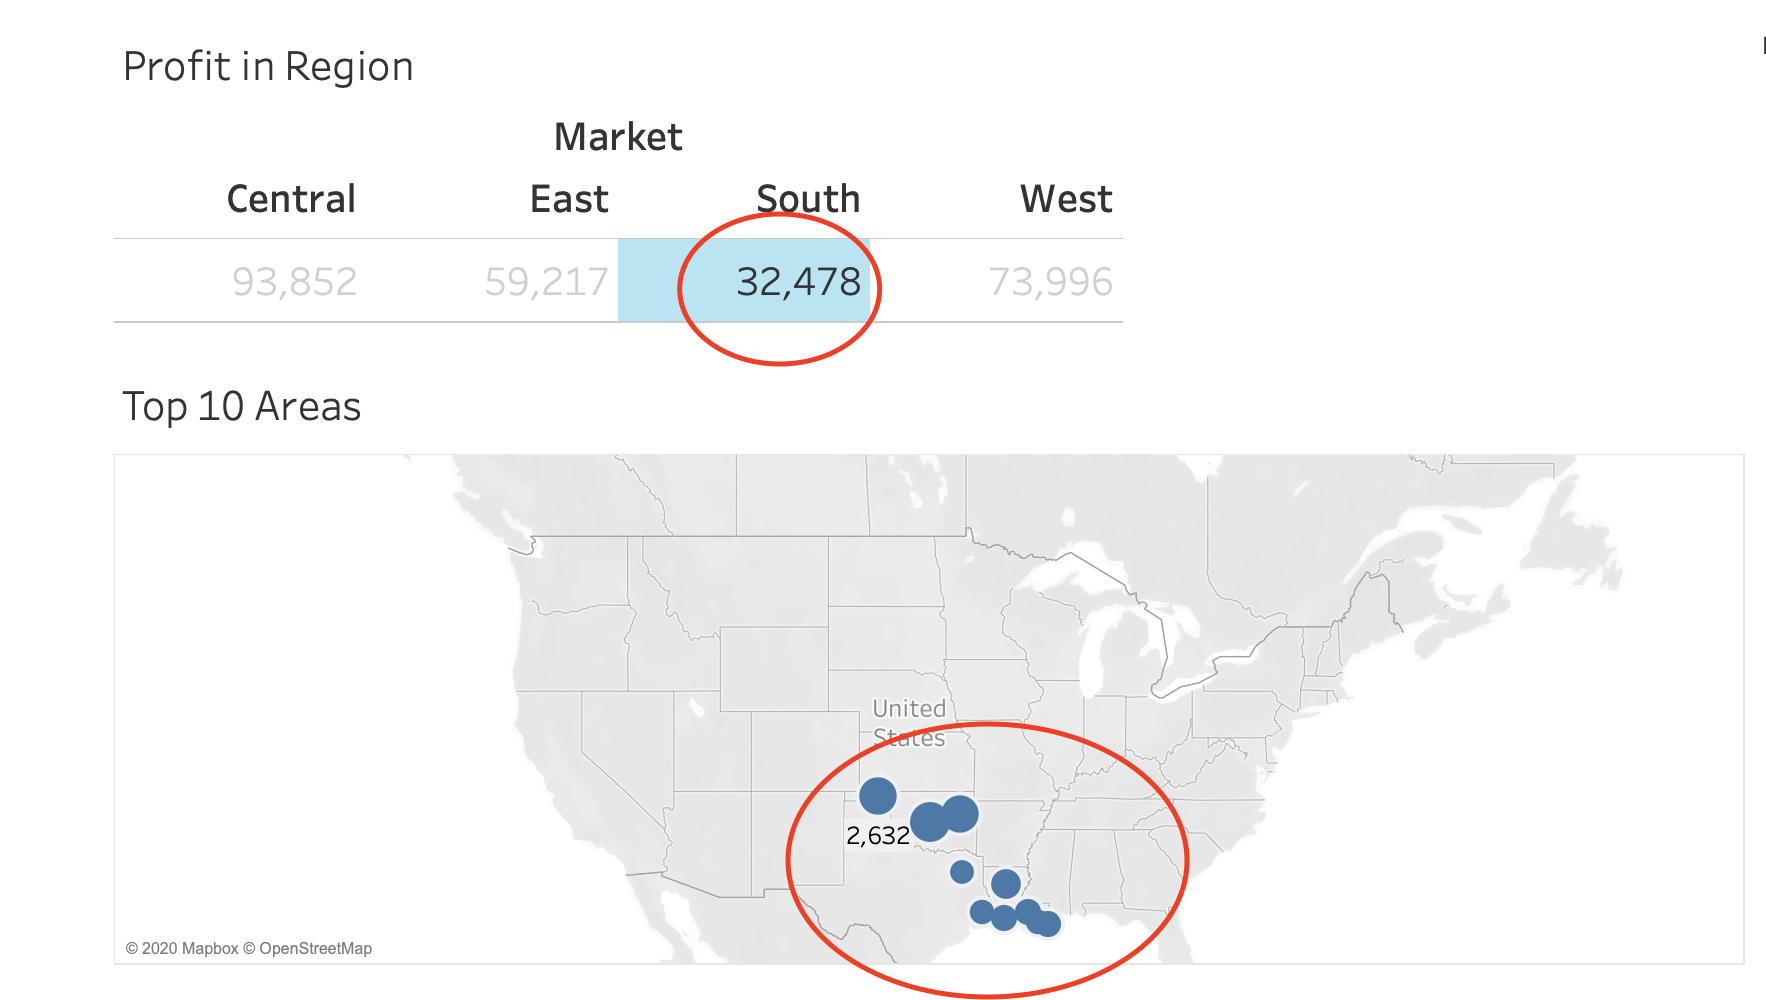 Profit in Region
Market
Central East South West
93,852 59,217 32,478 73,996
Top 10 Areas
United
States
2,632
© 2020 Mapbox © OpenStreetMap